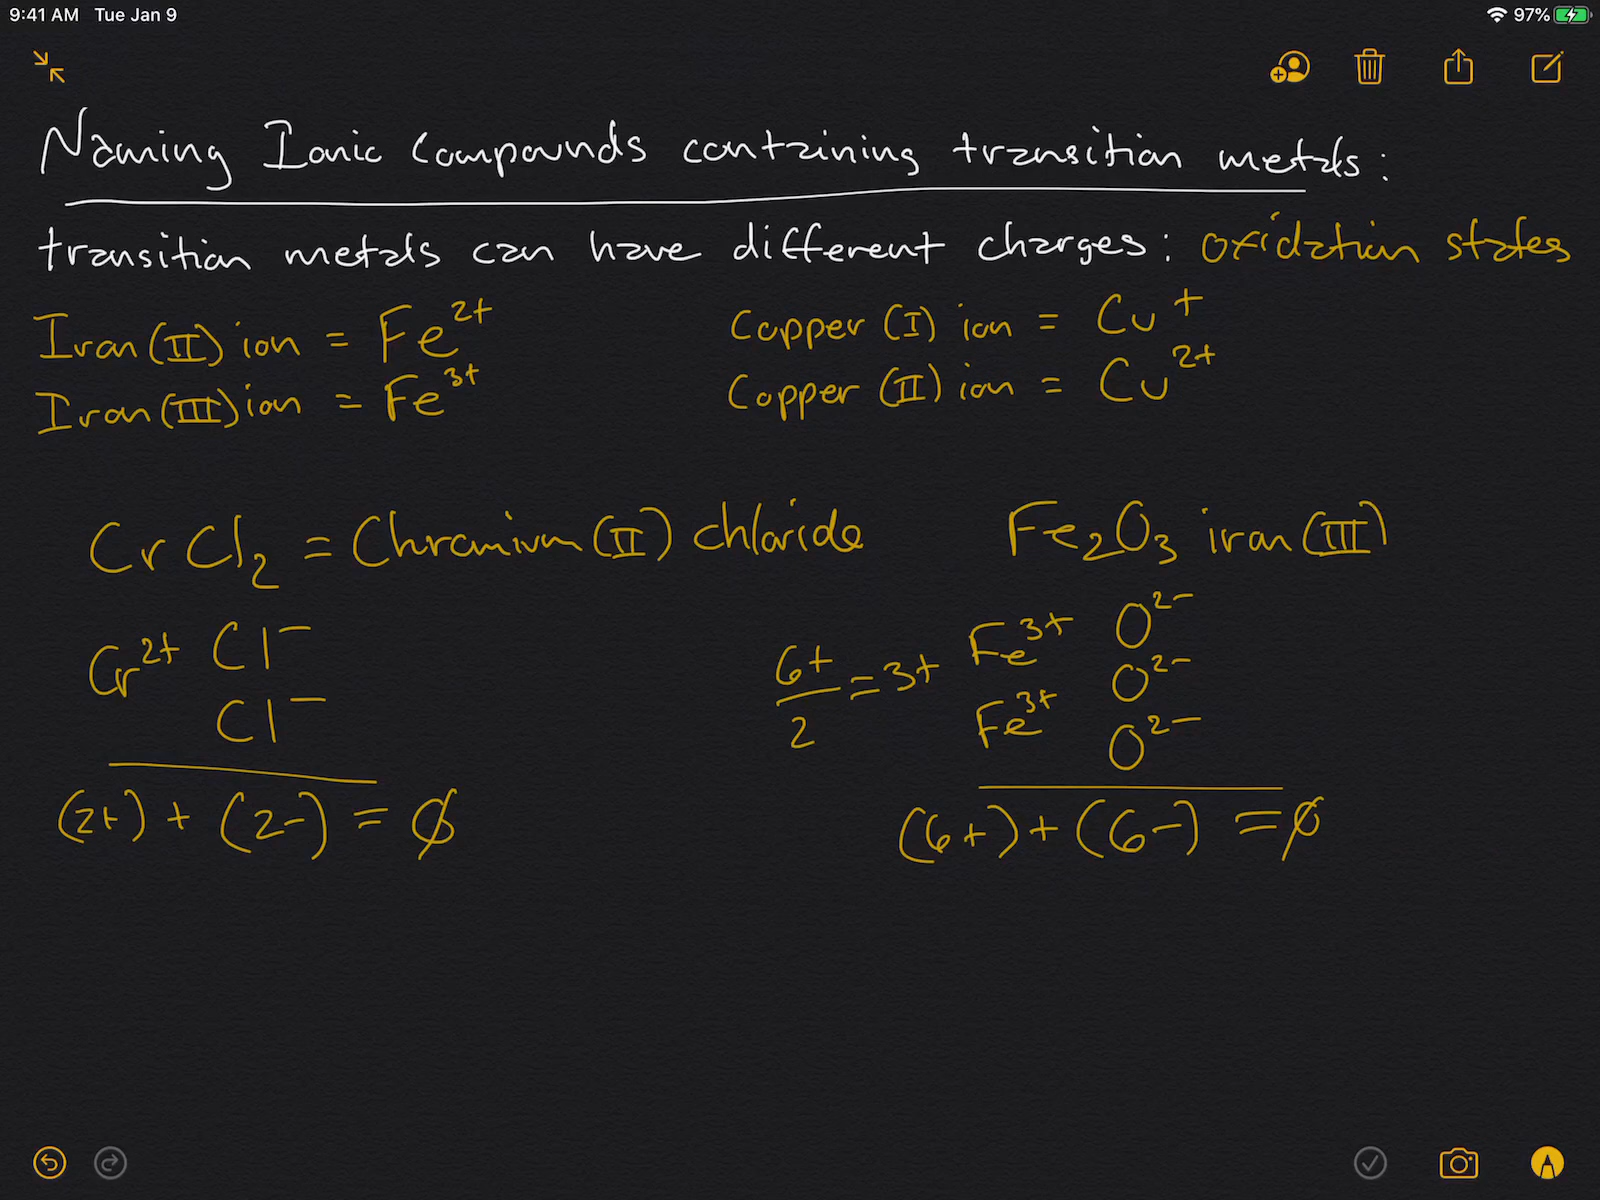 9:41 AM Tue Jan 9 97%
Naming Ionic Compounds containing transition metals:
transition metals can have different charges: oxidation states
Iron(II) ion = Fe²⁺ Copper (I) ion = Cu⁺
Iron(III) ion = Fe³⁺ Copper (II) ion = Cu²⁺
CrCl₂ = Chromium(II) chloride Fe₂O₃ iron(III)
Cr²⁺ Cl⁻ 6+/2 = 3+ Fe³⁺ O²⁻
Cl⁻ Fe³⁺ O²⁻
O²⁻
(2+) + (2-) = ∅ (6+) + (6-) = ∅